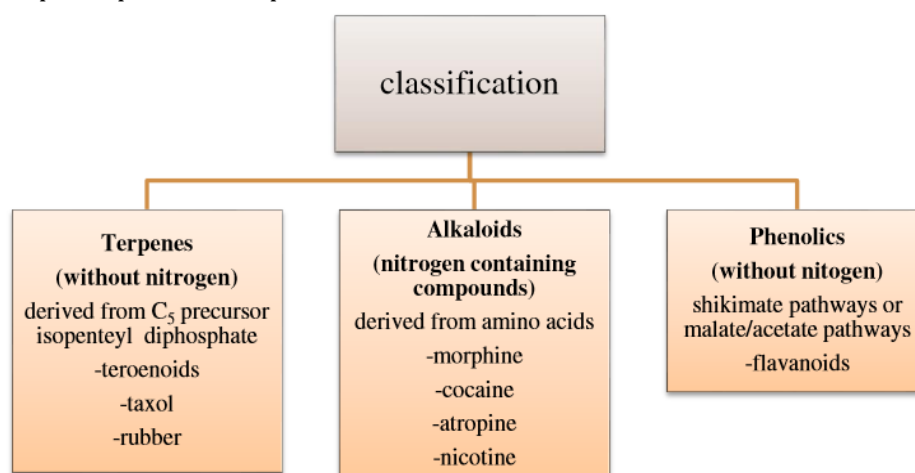 classification
Terpenes
(without nitrogen)
derived from C₅ precursor
isopenteyl diphosphate
-teroenoids
-taxol
-rubber
Alkaloids
(nitrogen containing
compounds)
derived from amino acids
-morphine
-cocaine
-atropine
-nicotine
Phenolics
(without nitogen)
shikimate pathways or
malate/acetate pathways
-flavanoids